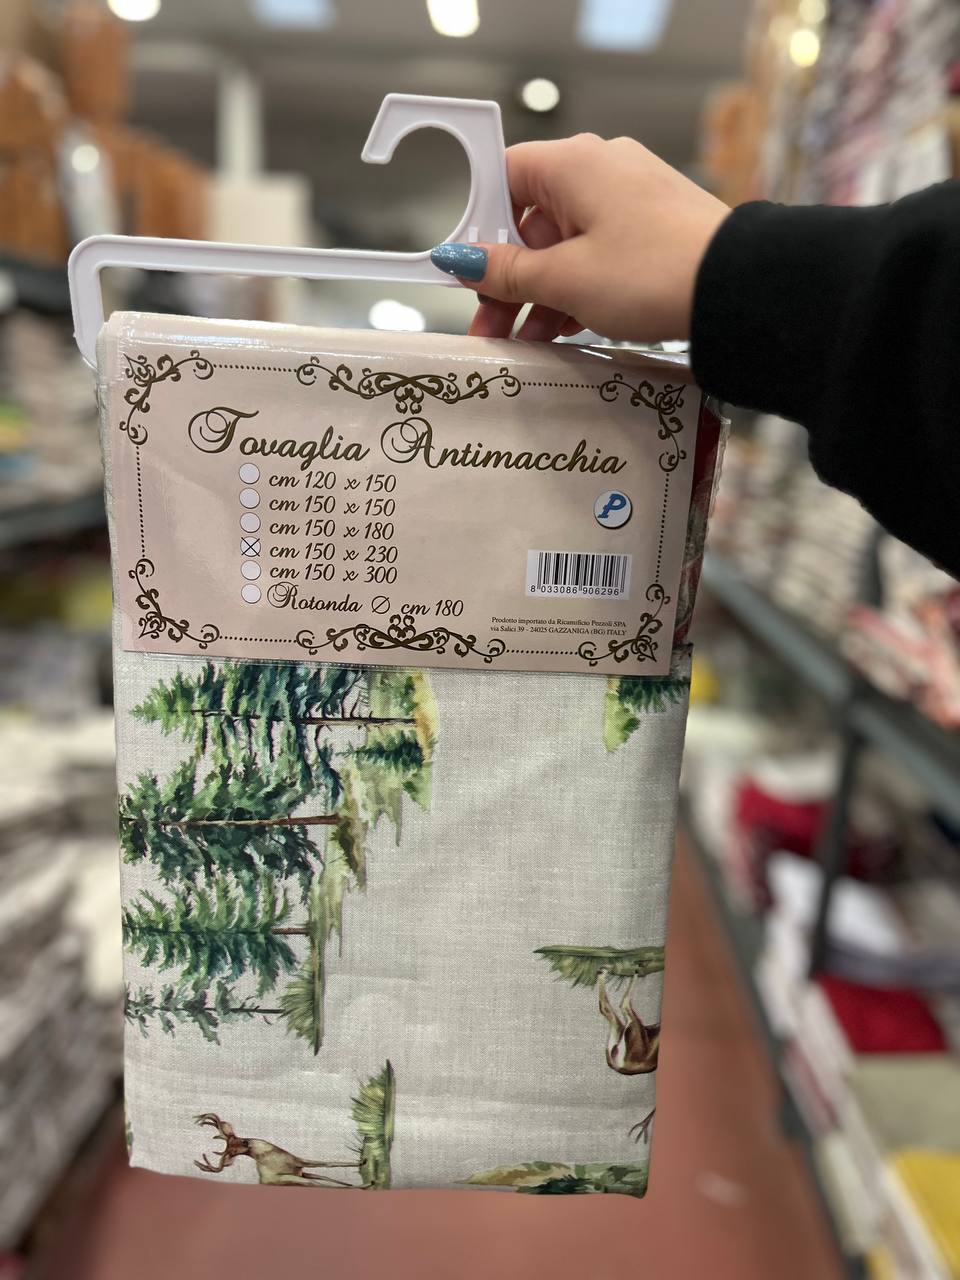 Tovaglia Antimacchia
cm 120 x 150
cm 150 x 150
cm 150 x 180
cm 150 x 230
cm 150 x 300
Rotonda Ø cm 180
P
8 033086 906296
Prodotto importato da Ricamificio Pezzoli SPA
via Salici 39 - 24025 GAZZANIGA (BG) ITALY